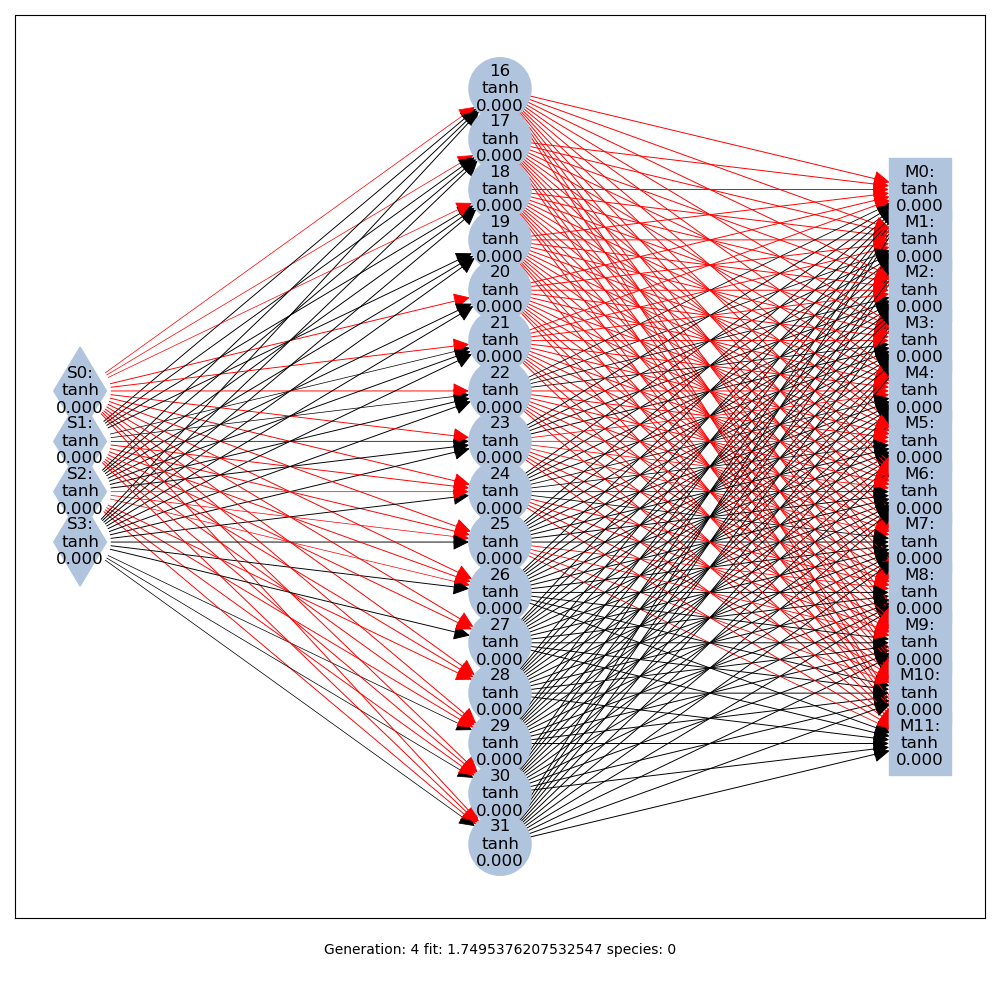 S0:
tanh
0.000
S1:
tanh
0.000
S2:
tanh
0.000
S3:
tanh
0.000
16
tanh
0.000
17
tanh
0.000
18
tanh
0.000
19
tanh
0.000
20
tanh
0.000
21
tanh
0.000
22
tanh
0.000
23
tanh
0.000
24
tanh
0.000
25
tanh
0.000
26
tanh
0.000
27
tanh
0.000
28
tanh
0.000
29
tanh
0.000
30
tanh
0.000
31
tanh
0.000
M0:
tanh
0.000
M1:
tanh
0.000
M2:
tanh
0.000
M3:
tanh
0.000
M4:
tanh
0.000
M5:
tanh
0.000
M6:
tanh
0.000
M7:
tanh
0.000
M8:
tanh
0.000
M9:
tanh
0.000
M10:
tanh
0.000
M11:
tanh
0.000
Generation: 4 fit: 1.7495376207532547 species: 0